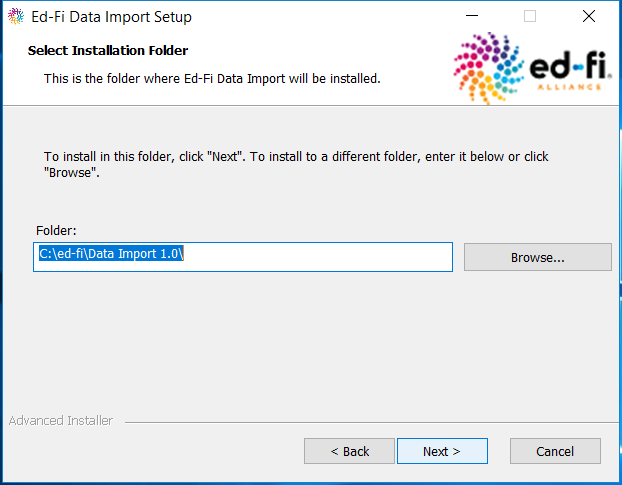 Ed-Fi Data Import Setup
Select Installation Folder
This is the folder where Ed-Fi Data Import will be installed.
ed-fi
ALLIANCE
To install in this folder, click "Next". To install to a different folder, enter it below or click
"Browse".
Folder:
C:\ed-fi\Data Import 1.0\
Browse...
Advanced Installer
< Back
Next >
Cancel